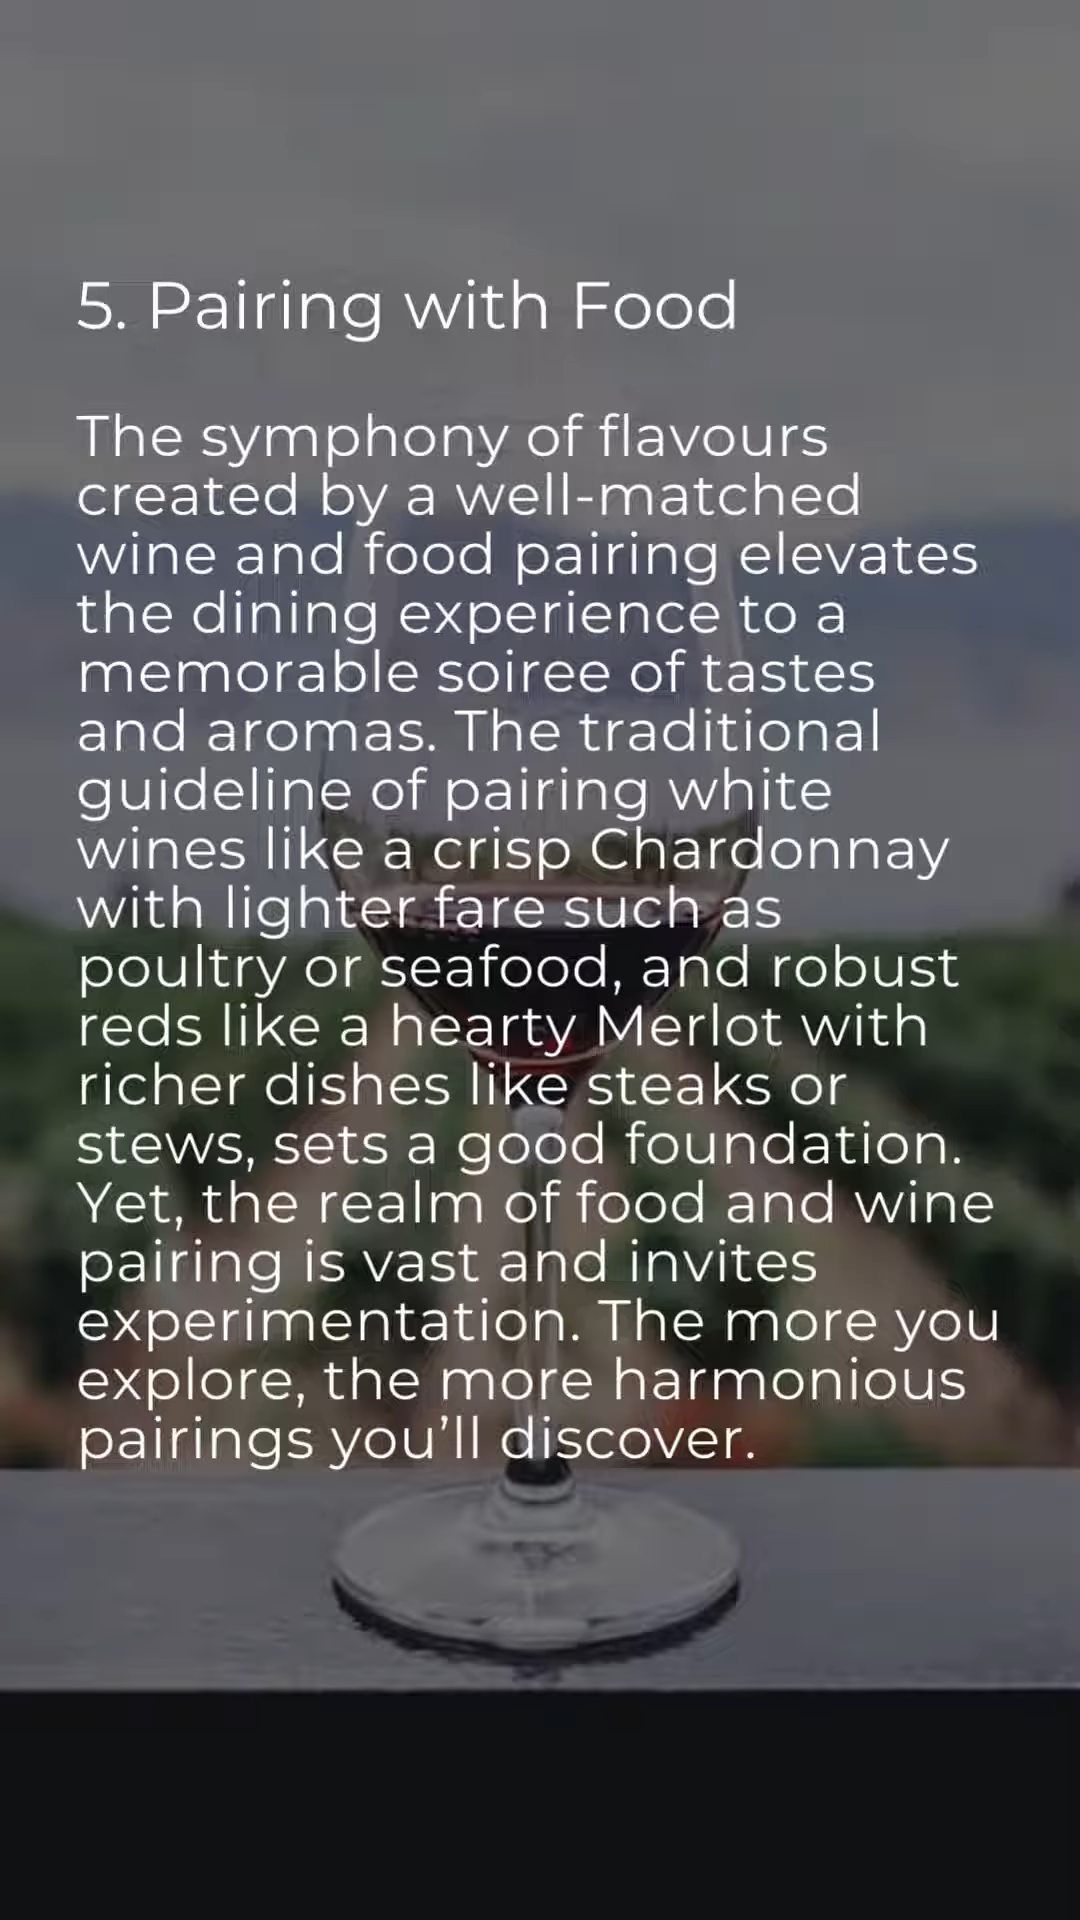 5. Pairing with Food
The symphony of flavours
created by a well-matched
wine and food pairing elevates
the dining experience to a
memorable soiree of tastes
and aromas. The traditional
guideline of pairing white
wines like a crisp Chardonnay
with lighter fare such as
poultry or seafood, and robust
reds like a hearty Merlot with
richer dishes like steaks or
stews, sets a good foundation.
Yet, the realm of food and wine
pairing is vast and invites
experimentation. The more you
explore, the more harmonious
pairings you’ll discover.